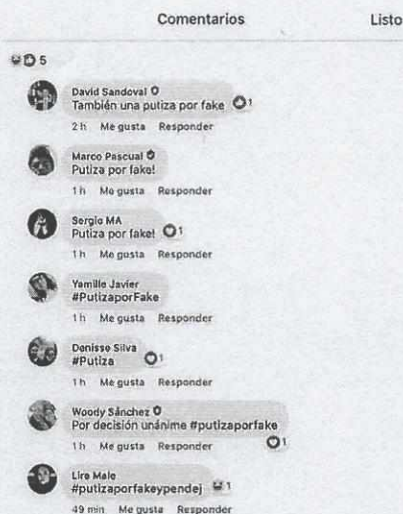 Comentarios
Listo
5
David Sandoval
También una putiza por fake
1
2 h Me gusta Responder
Marco Pascual
Putiza por fake!
1 h Me gusta Responder
Sergio MA
Putiza por fake!
1
1 h Me gusta Responder
Yamille Javier
#PutizaporFake
1 h Me gusta Responder
Denisse Silva
#Putiza
1
1 h Me gusta Responder
Woody Sánchez
Por decisión unánime #putizaporfake
1
1 h Me gusta Responder
Lire Male
#putizaporfakeypendej
1
49 min Me gusta Responder